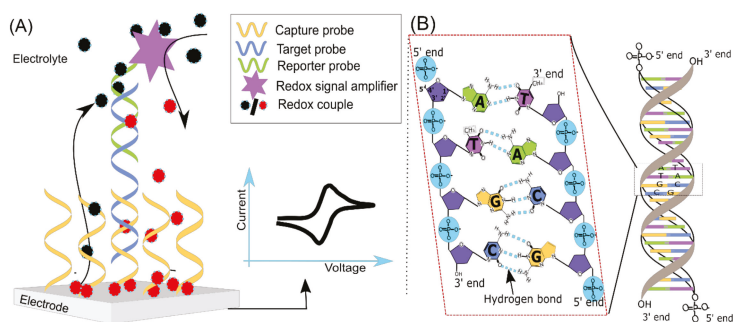 (A)
Electrolyte
Capture probe
Target probe
Reporter probe
Redox signal amplifier
Redox couple
Current
Voltage
Electrode
(B)
5' end
3' end
A
T
T
A
G
C
C
G
3' end
5' end
Hydrogen bond
5' end
3' end
OH
A T
T A
G C
C G
OH
3' end
5' end